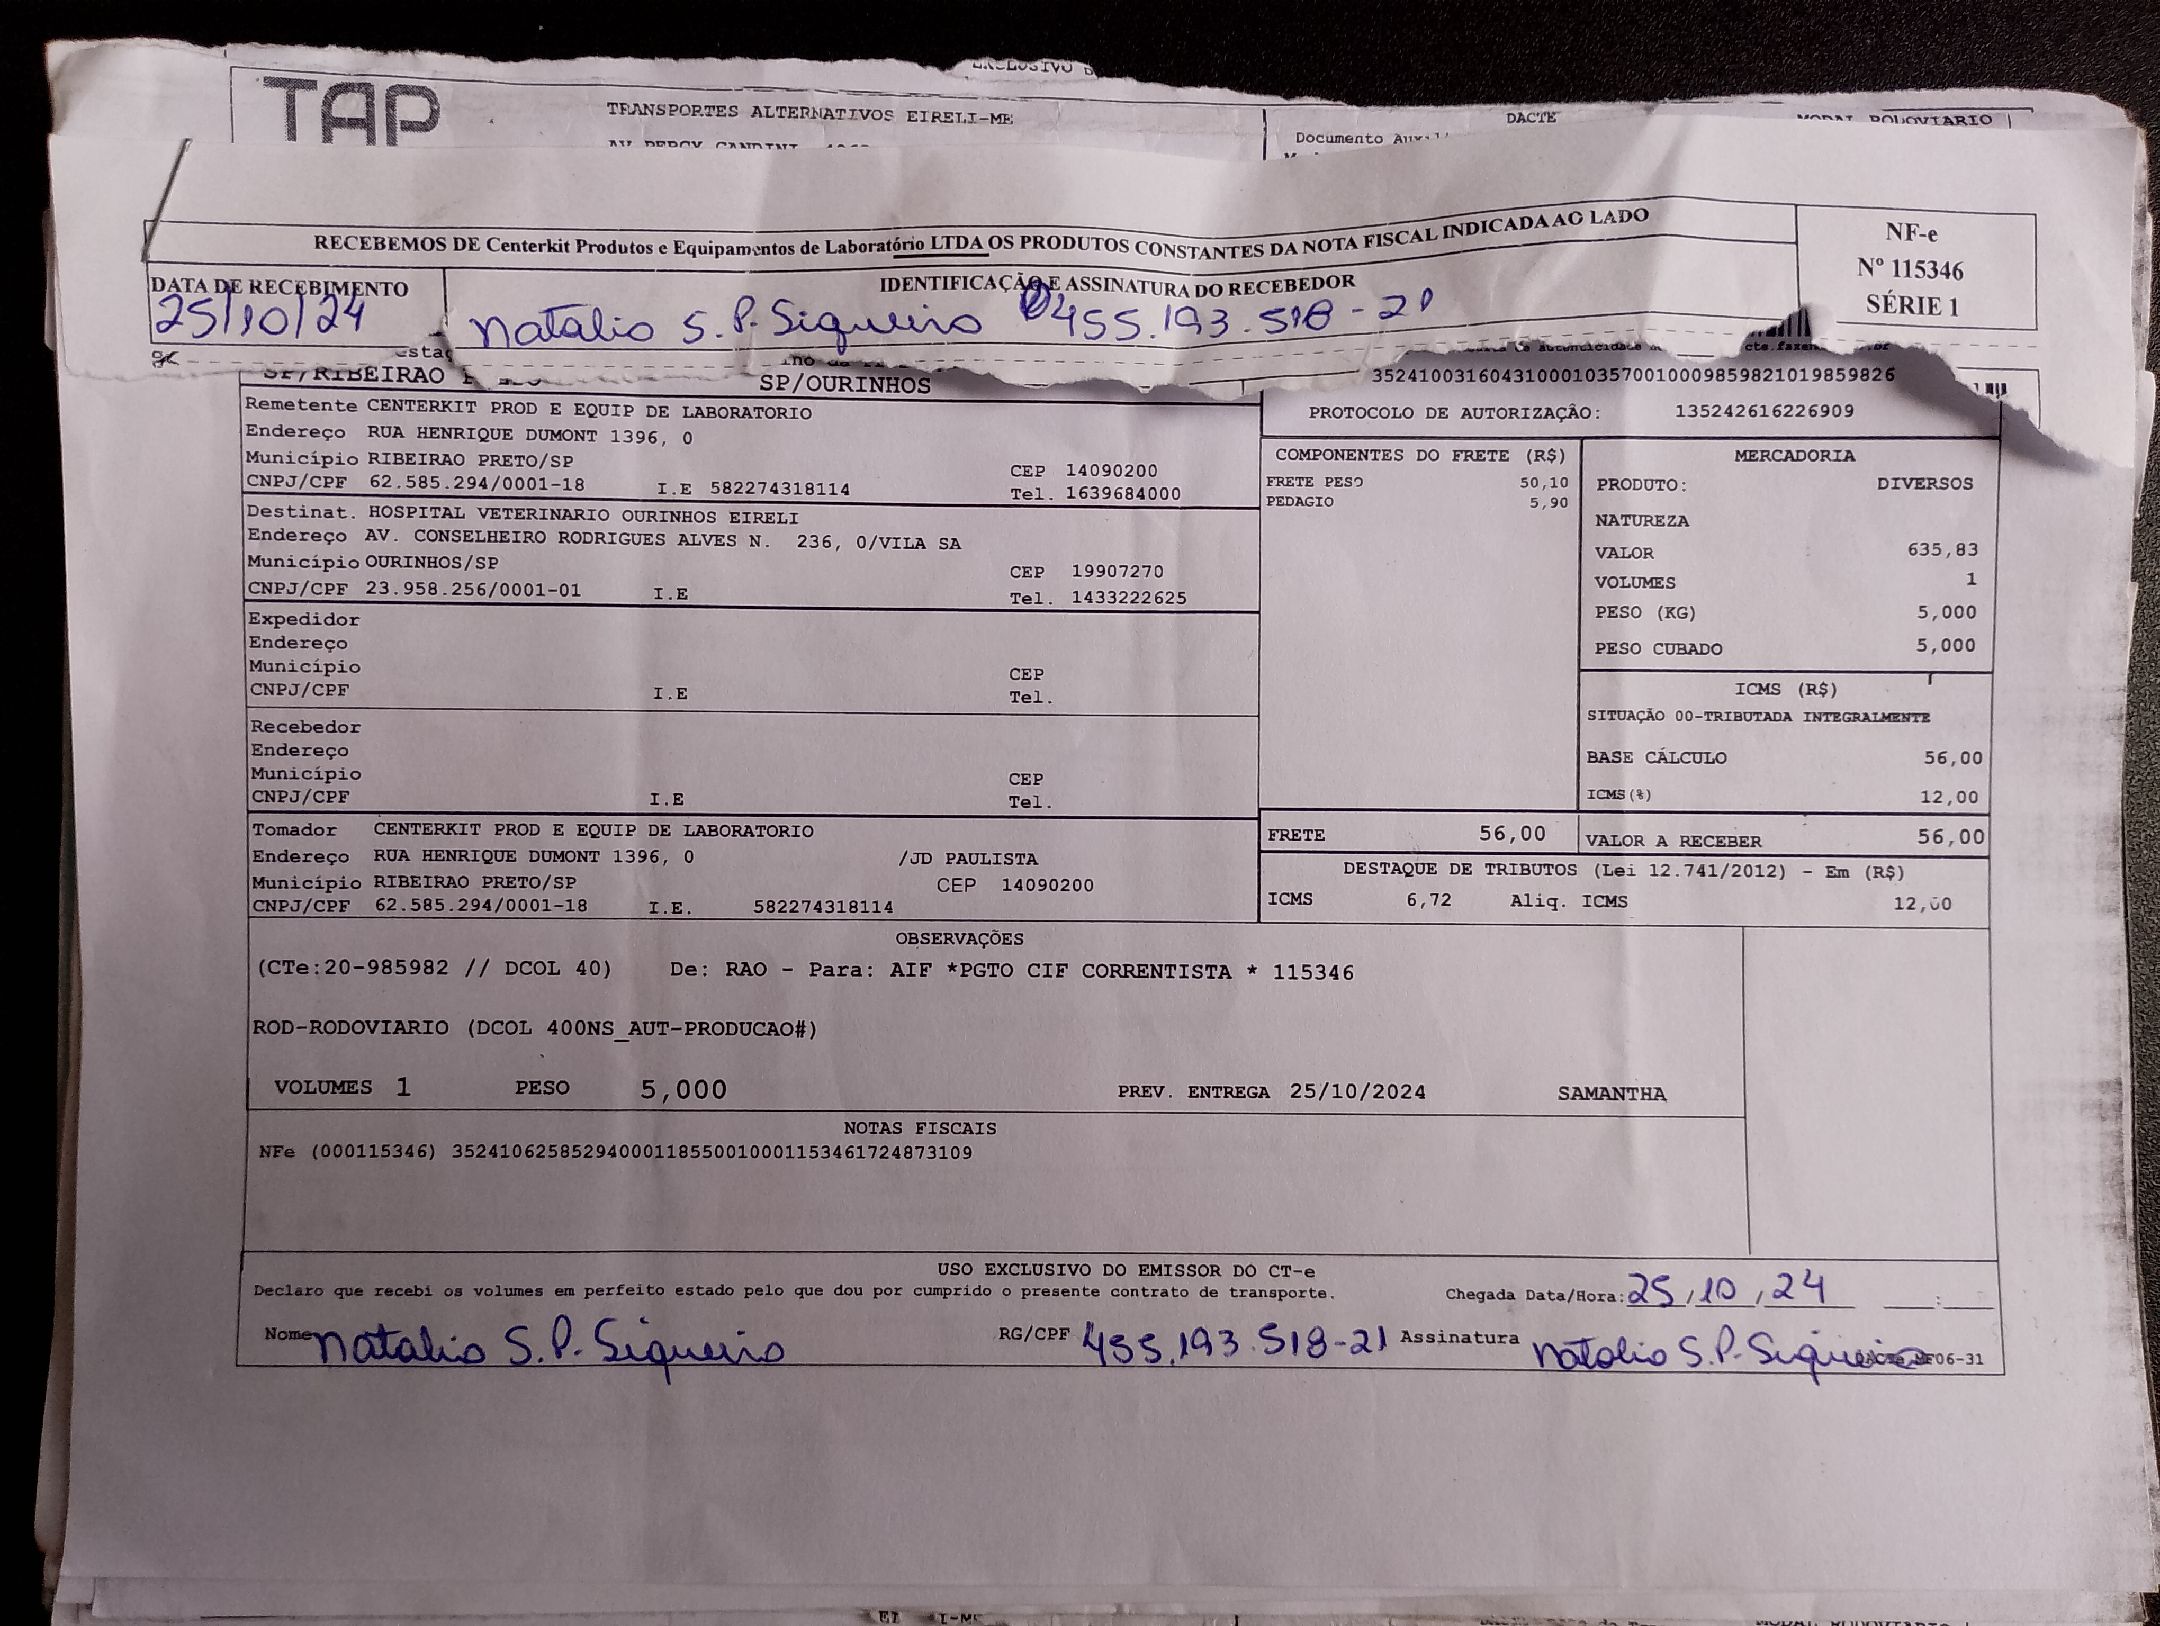 TAP
TRANSPORTES ALTERNATIVOS EIRELI-ME
DACTE
MODAL RODOVIARIO
Documento
RECEBEMOS DE Centerkit Produtos e Equipamentos de Laboratório LTDA OS PRODUTOS CONSTANTES DA NOTA FISCAL INDICADA AO LADO
NF-e
Nº 115346
SÉRIE 1
DATA DE RECEBIMENTO
IDENTIFICAÇÃO E ASSINATURA DO RECEBEDOR
25/10/24
Natalio S. P. Siqueira 455.193.518-21
SP/RIBEIRAO
SP/OURINHOS
35241003160431000103570010009859821019859826
PROTOCOLO DE AUTORIZAÇÃO: 135242616226909
Remetente CENTERKIT PROD E EQUIP DE LABORATORIO
Endereço RUA HENRIQUE DUMONT 1396, 0
Município RIBEIRAO PRETO/SP CEP 14090200
CNPJ/CPF 62.585.294/0001-18 I.E 582274318114 Tel. 1639684000
Destinat. HOSPITAL VETERINARIO OURINHOS EIRELI
Endereço AV. CONSELHEIRO RODRIGUES ALVES N. 236, 0/VILA SA
Município OURINHOS/SP CEP 19907270
CNPJ/CPF 23.958.256/0001-01 I.E Tel. 1433222625
Expedidor
Endereço
Município CEP
CNPJ/CPF I.E Tel.
Recebedor
Endereço
Município CEP
CNPJ/CPF I.E Tel.
Tomador CENTERKIT PROD E EQUIP DE LABORATORIO
Endereço RUA HENRIQUE DUMONT 1396, 0 /JD PAULISTA
Município RIBEIRAO PRETO/SP CEP 14090200
CNPJ/CPF 62.585.294/0001-18 I.E. 582274318114
COMPONENTES DO FRETE (R$)
FRETE PESO 50,10
PEDAGIO 5,90
MERCADORIA
PRODUTO: DIVERSOS
NATUREZA
VALOR 635,83
VOLUMES 1
PESO (KG) 5,000
PESO CUBADO 5,000
ICMS (R$)
SITUAÇÃO 00-TRIBUTADA INTEGRALMENTE
BASE CÁLCULO 56,00
ICMS(%) 12,00
FRETE 56,00 VALOR A RECEBER 56,00
DESTAQUE DE TRIBUTOS (Lei 12.741/2012) - Em (R$)
ICMS 6,72 Aliq. ICMS 12,00
OBSERVAÇÕES
(CTe:20-985982 // DCOL 40) De: RAO - Para: AIF *PGTO CIF CORRENTISTA * 115346
ROD-RODOVIARIO (DCOL 400NS_AUT-PRODUCAO#)
VOLUMES 1 PESO 5,000 PREV. ENTREGA 25/10/2024 SAMANTHA
NOTAS FISCAIS
NFe (000115346) 35241062585294000118550010001153461724873109
USO EXCLUSIVO DO EMISSOR DO CT-e
Declaro que recebi os volumes em perfeito estado pelo que dou por cumprido o presente contrato de transporte. Chegada Data/Hora: 25/10/24 __:__
Nome Natalio S. P. Siqueira RG/CPF 455.193.518-21 Assinatura Natalio S. P. Siqueira